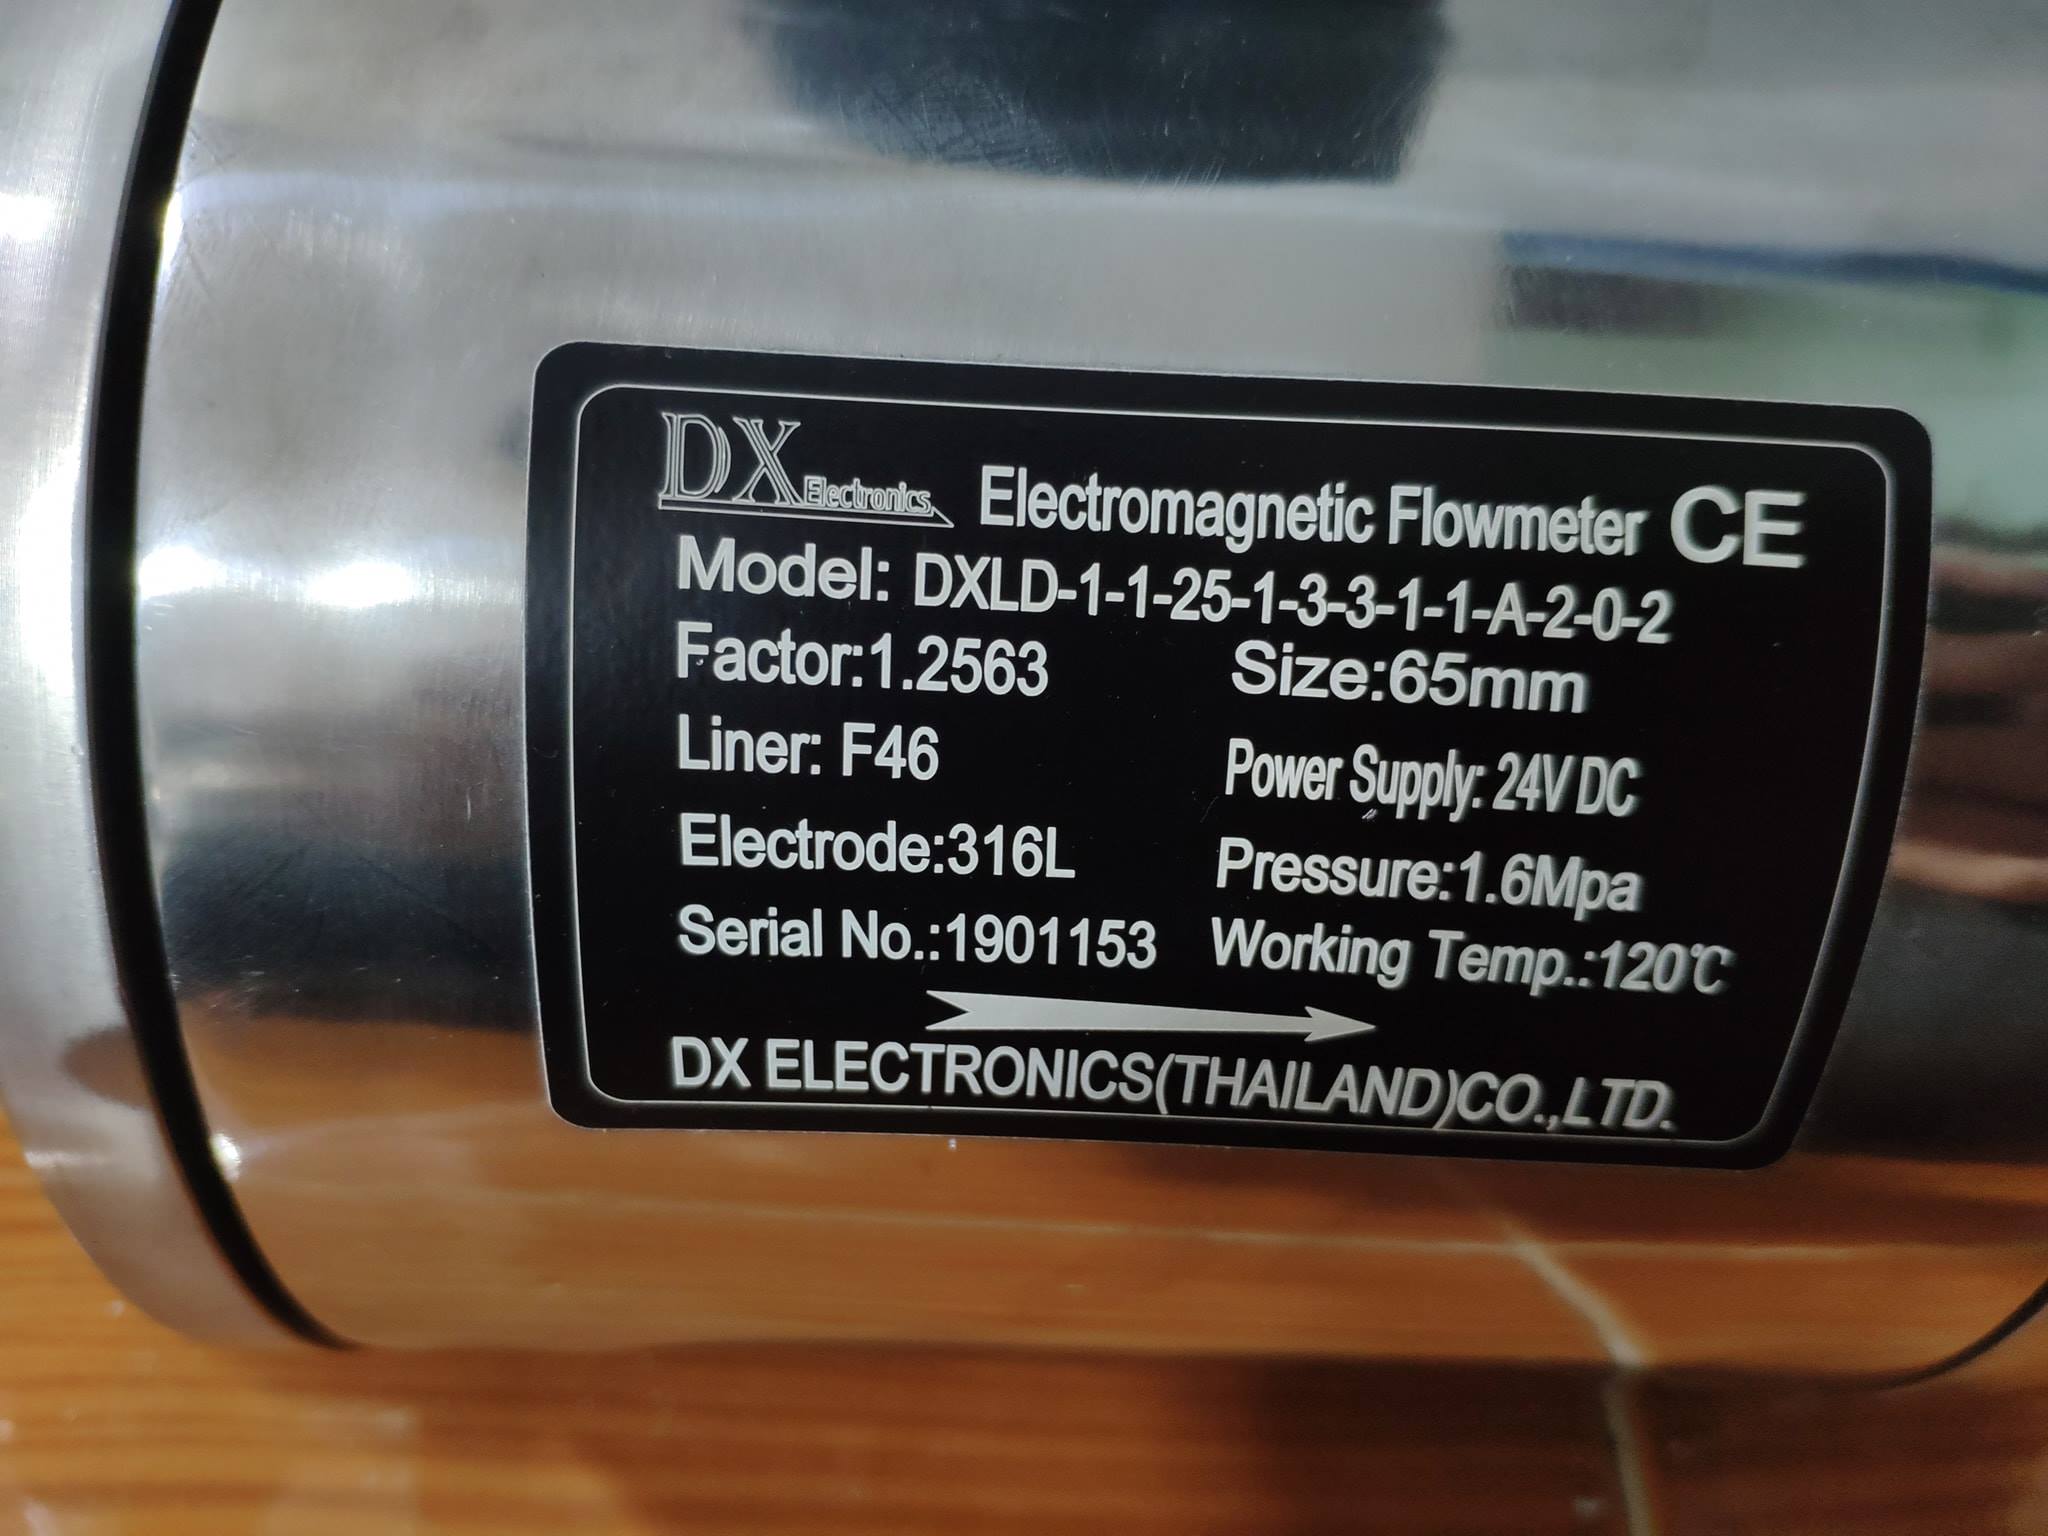 DX Electronics Electromagnetic Flowmeter CE
Model: DXLD-1-1-25-1-3-3-1-1-A-2-0-2
Factor:1.2563 Size:65mm
Liner: F46 Power Supply: 24V DC
Electrode:316L Pressure:1.6Mpa
Serial No.:1901153 Working Temp.:120℃
DX ELECTRONICS(THAILAND)CO.,LTD.